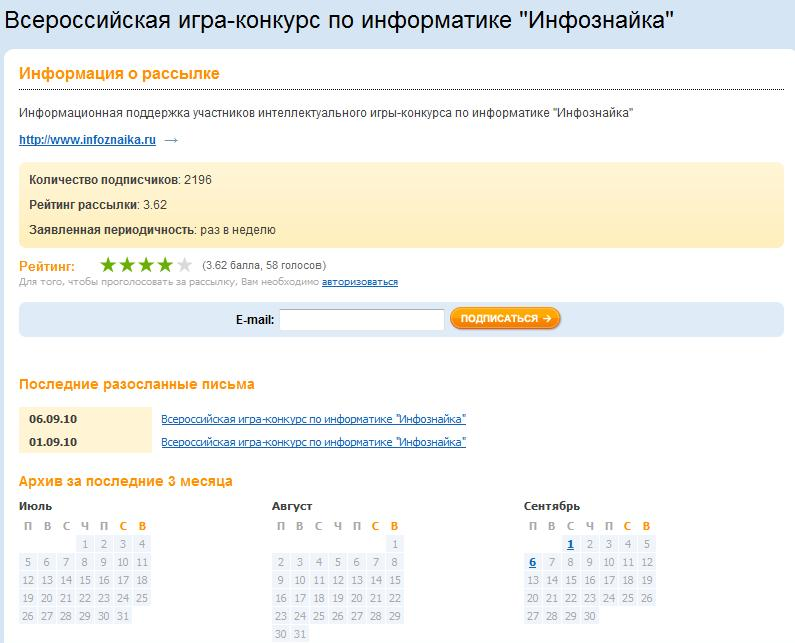 Всероссийская игра-конкурс по информатике "Инфознайка"
Информация о рассылке
Информационная поддержка участников интеллектуального игры-конкурса по информатике "Инфознайка"
http://www.infoznaika.ru →
Количество подписчиков: 2196
Рейтинг рассылки: 3.62
Заявленная периодичность: раз в неделю
Рейтинг: (3.62 балла, 58 голосов)
Для того, чтобы проголосовать за рассылку, Вам необходимо авторизоваться
E-mail: ПОДПИСАТЬСЯ →
Последние разосланные письма
06.09.10 Всероссийская игра-конкурс по информатике "Инфознайка"
01.09.10 Всероссийская игра-конкурс по информатике "Инфознайка"
Архив за последние 3 месяца
Июль Август Сентябрь
П В С Ч П С В П В С Ч П С В П В С Ч П С В
1 2 3 4 1 1 2 3 4 5
5 6 7 8 9 10 11 2 3 4 5 6 7 8 6 7 8 9 10 11 12
12 13 14 15 16 17 18 9 10 11 12 13 14 15 13 14 15 16 17 18 19
19 20 21 22 23 24 25 16 17 18 19 20 21 22 20 21 22 23 24 25 26
26 27 28 29 30 31 23 24 25 26 27 28 29 27 28 29 30
30 31